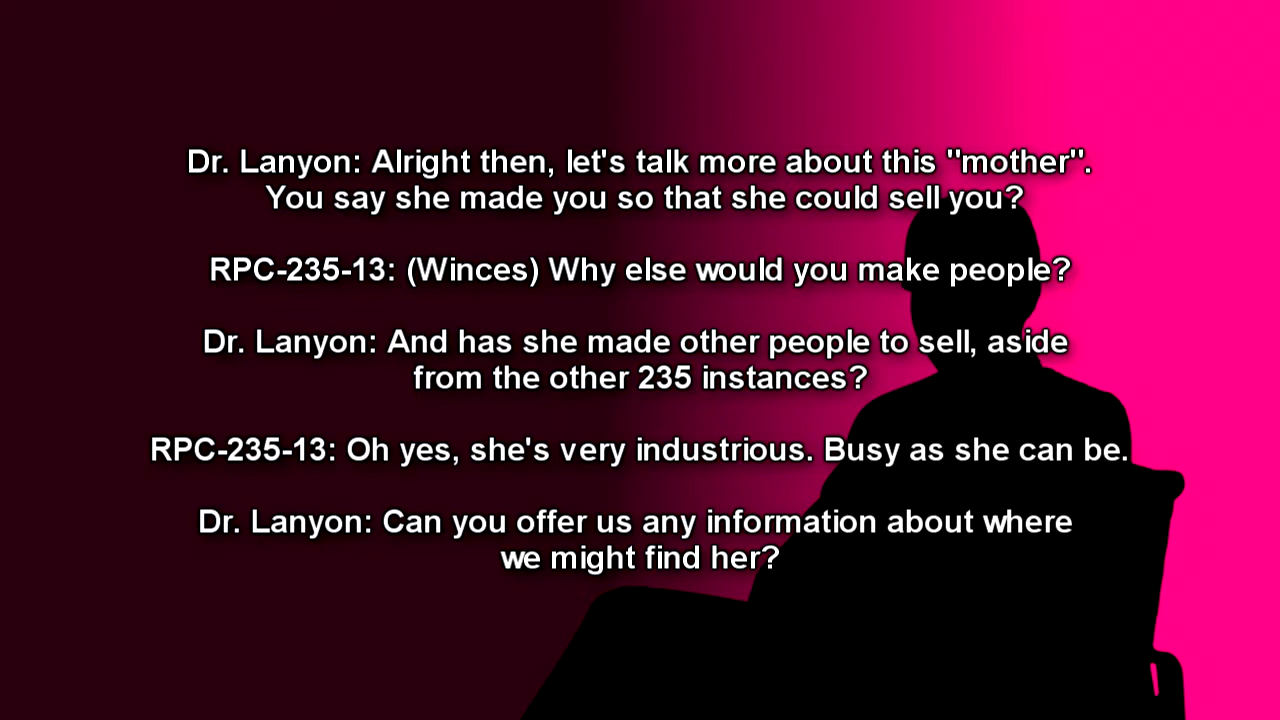 Dr. Lanyon: Alright then, let's talk more about this "mother".
You say she made you so that she could sell you?
RPC-235-13: (Winces) Why else would you make people?
Dr. Lanyon: And has she made other people to sell, aside
from the other 235 instances?
RPC-235-13: Oh yes, she's very industrious. Busy as she can be.
Dr. Lanyon: Can you offer us any information about where
we might find her?